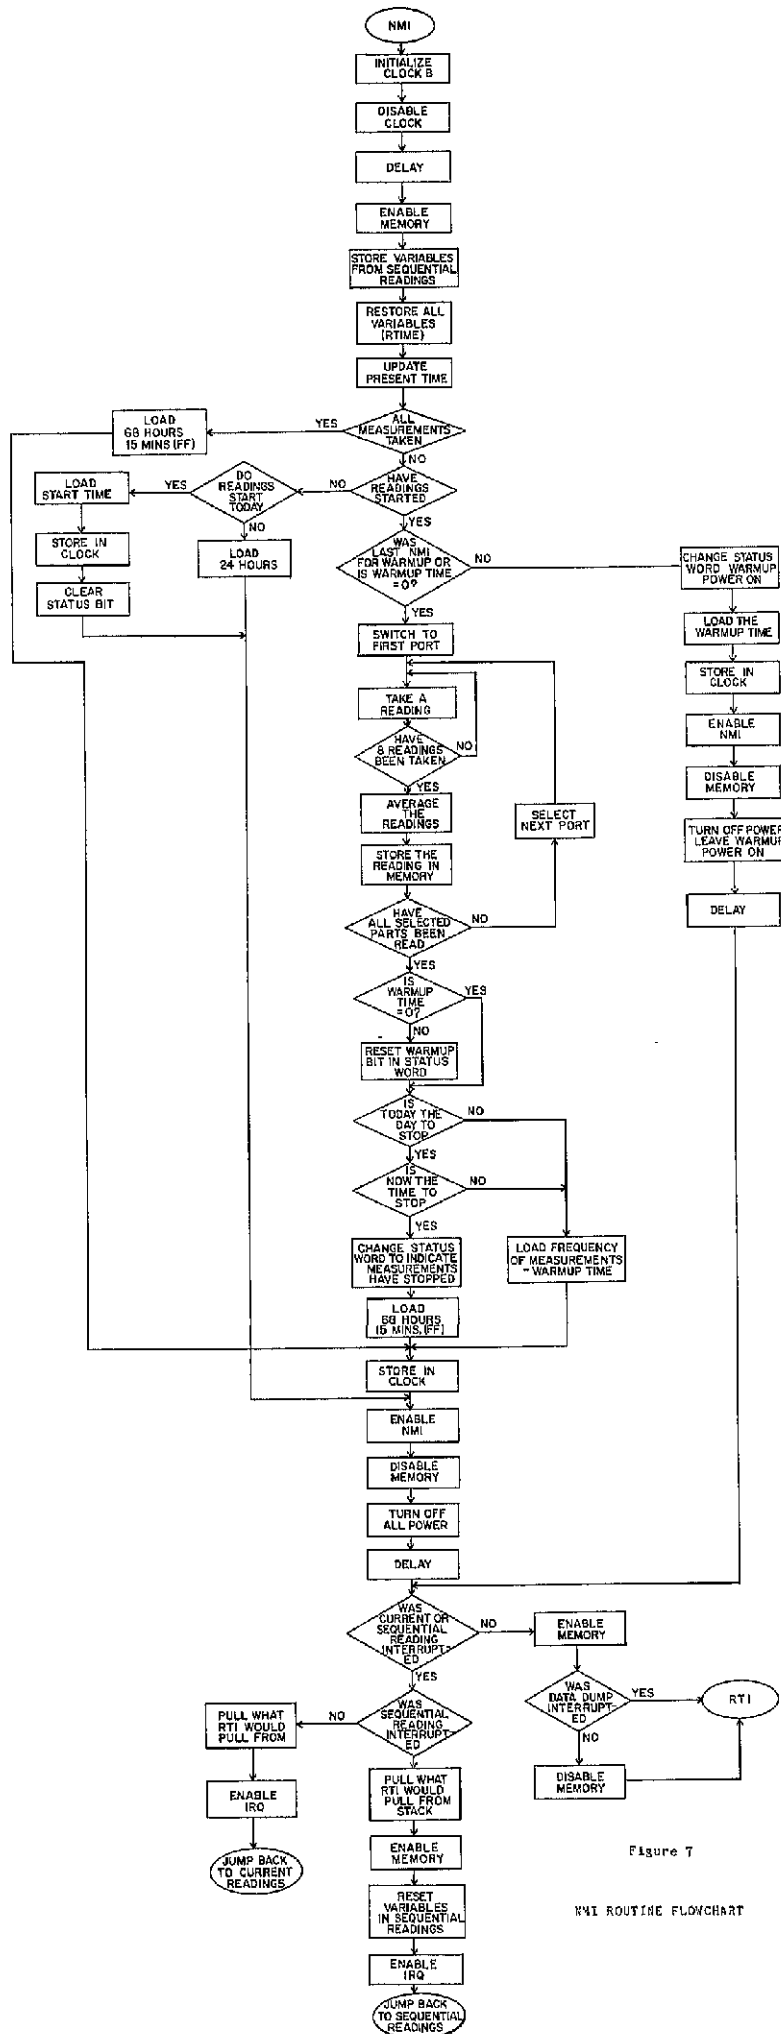 NMI
INITIALIZE
CLOCK B
DISABLE
CLOCK
DELAY
ENABLE
MEMORY
STORE VARIABLES
FROM SEQUENTIAL
READINGS
RESTORE ALL
VARIABLES
(RTIME)
UPDATE
PRESENT TIME
ALL
MEASUREMENTS
TAKEN
YES
LOAD
68 HOURS
15 MINS (FF)
NO
HAVE
READINGS
STARTED
NO
DO
READINGS
START
TODAY
YES
LOAD
START TIME
STORE IN
CLOCK
CLEAR
STATUS BIT
NO
LOAD
24 HOURS
YES
WAS
LAST NMI
FOR WARMUP OR
IS WARMUP TIME
=0?
NO
CHANGE STATUS
WORD WARMUP
POWER ON
LOAD THE
WARMUP TIME
STORE IN
CLOCK
ENABLE
NMI
DISABLE
MEMORY
TURN OFF POWER
LEAVE WARMUP
POWER ON
DELAY
YES
SWITCH TO
FIRST PORT
TAKE A
READING
HAVE
8 READINGS
BEEN TAKEN
NO
YES
AVERAGE
THE
READINGS
SELECT
NEXT PORT
STORE THE
READING IN
MEMORY
HAVE
ALL SELECTED
PARTS BEEN
READ
NO
YES
IS
WARMUP
TIME
=0?
YES
NO
RESET WARMUP
BIT IN STATUS
WORD
IS
TODAY THE
DAY TO
STOP
NO
YES
IS
NOW THE
TIME TO
STOP
NO
YES
CHANGE STATUS
WORD TO INDICATE
MEASUREMENTS
HAVE STOPPED
LOAD FREQUENCY
OF MEASUREMENTS
- WARMUP TIME
LOAD
68 HOURS
15 MINS, (FF)
STORE IN
CLOCK
ENABLE
NMI
DISABLE
MEMORY
TURN OFF
ALL POWER
DELAY
WAS
CURRENT OR
SEQUENTIAL
READING
INTERRUPT-
ED
NO
ENABLE
MEMORY
WAS
DATA DUMP
INTERRUPT-
ED
YES
RTI
NO
DISABLE
MEMORY
YES
WAS
SEQUENTIAL
READING
INTERRUPT-
ED
NO
PULL WHAT
RTI WOULD
PULL FROM
ENABLE
IRQ
JUMP BACK
TO CURRENT
READINGS
YES
PULL WHAT
RTI WOULD
PULL FROM
STACK
ENABLE
MEMORY
RESET
VARIABLES
IN SEQUENTIAL
READINGS
ENABLE
IRQ
JUMP BACK
TO SEQUENTIAL
READINGS
Figure 7
NMI ROUTINE FLOWCHART